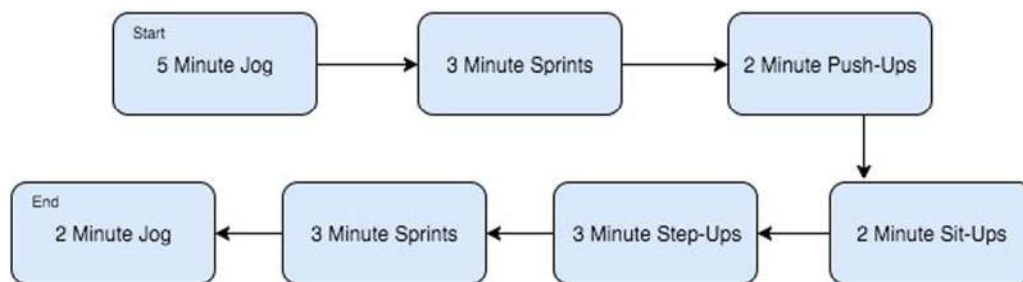 Start
5 Minute Jog
3 Minute Sprints
2 Minute Push-Ups
2 Minute Sit-Ups
3 Minute Step-Ups
3 Minute Sprints
End
2 Minute Jog